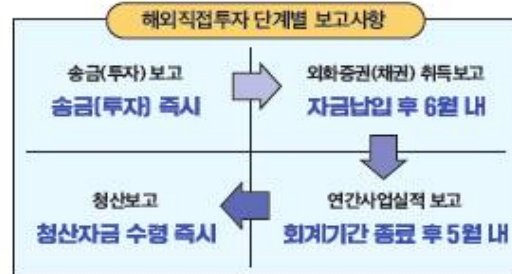 해외직접투자 단계별 보고사항
송금(투자) 보고
송금(투자) 즉시
외화증권(채권) 취득보고
자금납입 후 6월 내
연간사업실적 보고
회계기간 종료 후 5월 내
청산보고
청산자금 수령 즉시